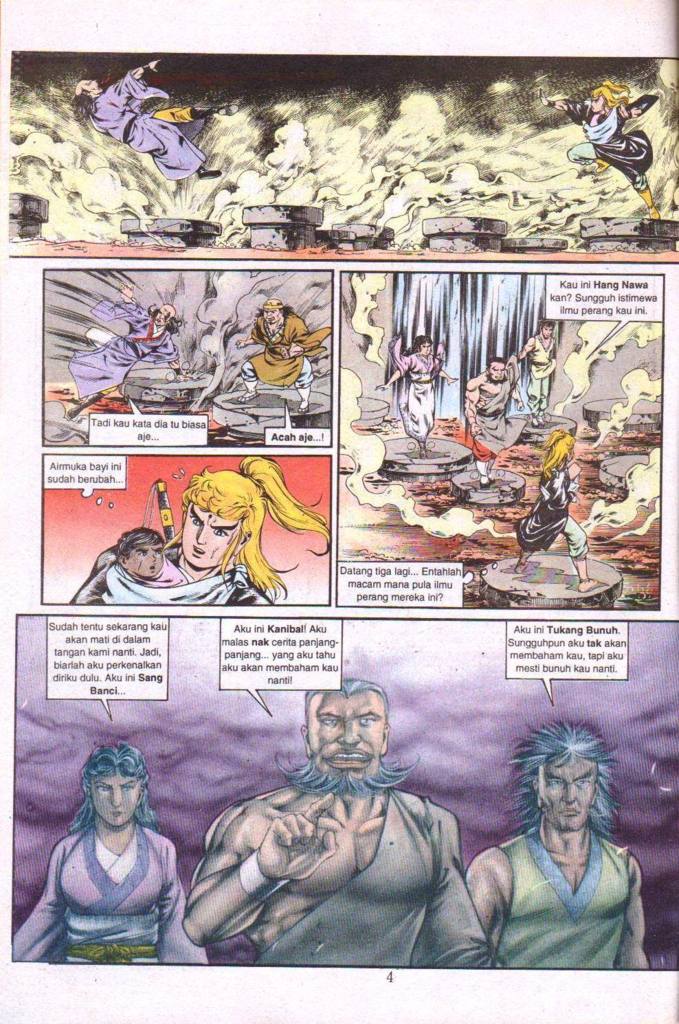 Tadi kau kata dia tu biasa
aje...
Acah aje...!
Kau ini Hang Nawa
kan? Sungguh istimewa
ilmu perang kau ini.
Airmuka bayi ini
sudah berubah...
Datang tiga lagi... Entahlah
macam mana pula ilmu
perang mereka ini?
Sudah tentu sekarang kau
akan mati di dalam
tangan kami nanti. Jadi,
biarlah aku perkenalkan
diriku dulu. Aku ini Sang
Banci...
Aku ini Kanibal! Aku
malas nak cerita panjang-
panjang... yang aku tahu
aku akan membaham kau
nanti!
Aku ini Tukang Bunuh.
Sungguhpun aku tak akan
membaham kau, tapi aku
mesti bunuh kau nanti.
4